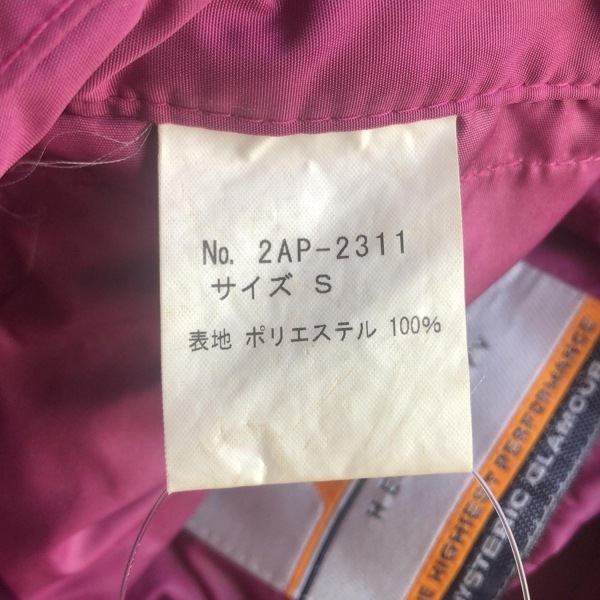 No. 2AP-2311
サイズ S
表地 ポリエステル 100%
HIGHEST PERFORMANCE
HYSTERIC GLAMOUR